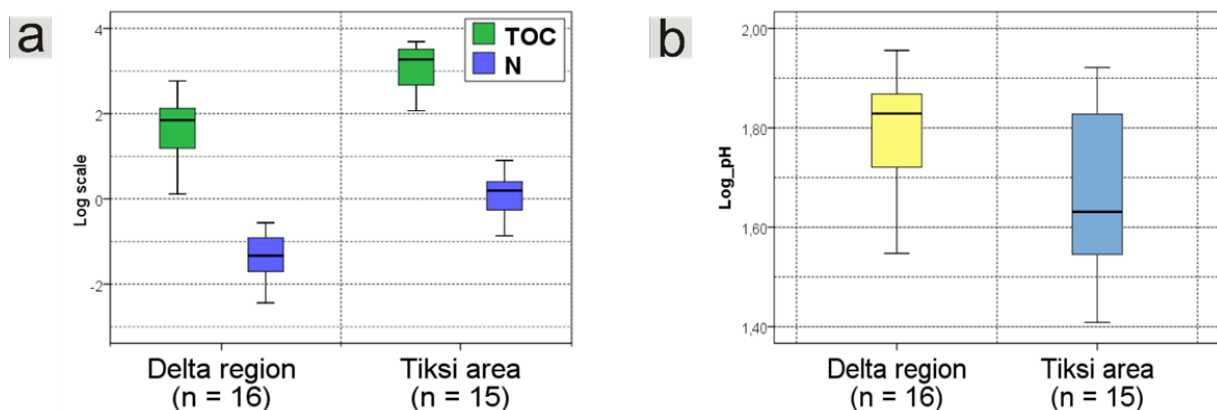 a
Log scale
4
2
0
-2
TOC
N
Delta region
(n = 16)
Tiksi area
(n = 15)
b
Log_pH
2,00
1,80
1,60
1,40
Delta region
(n = 16)
Tiksi area
(n = 15)